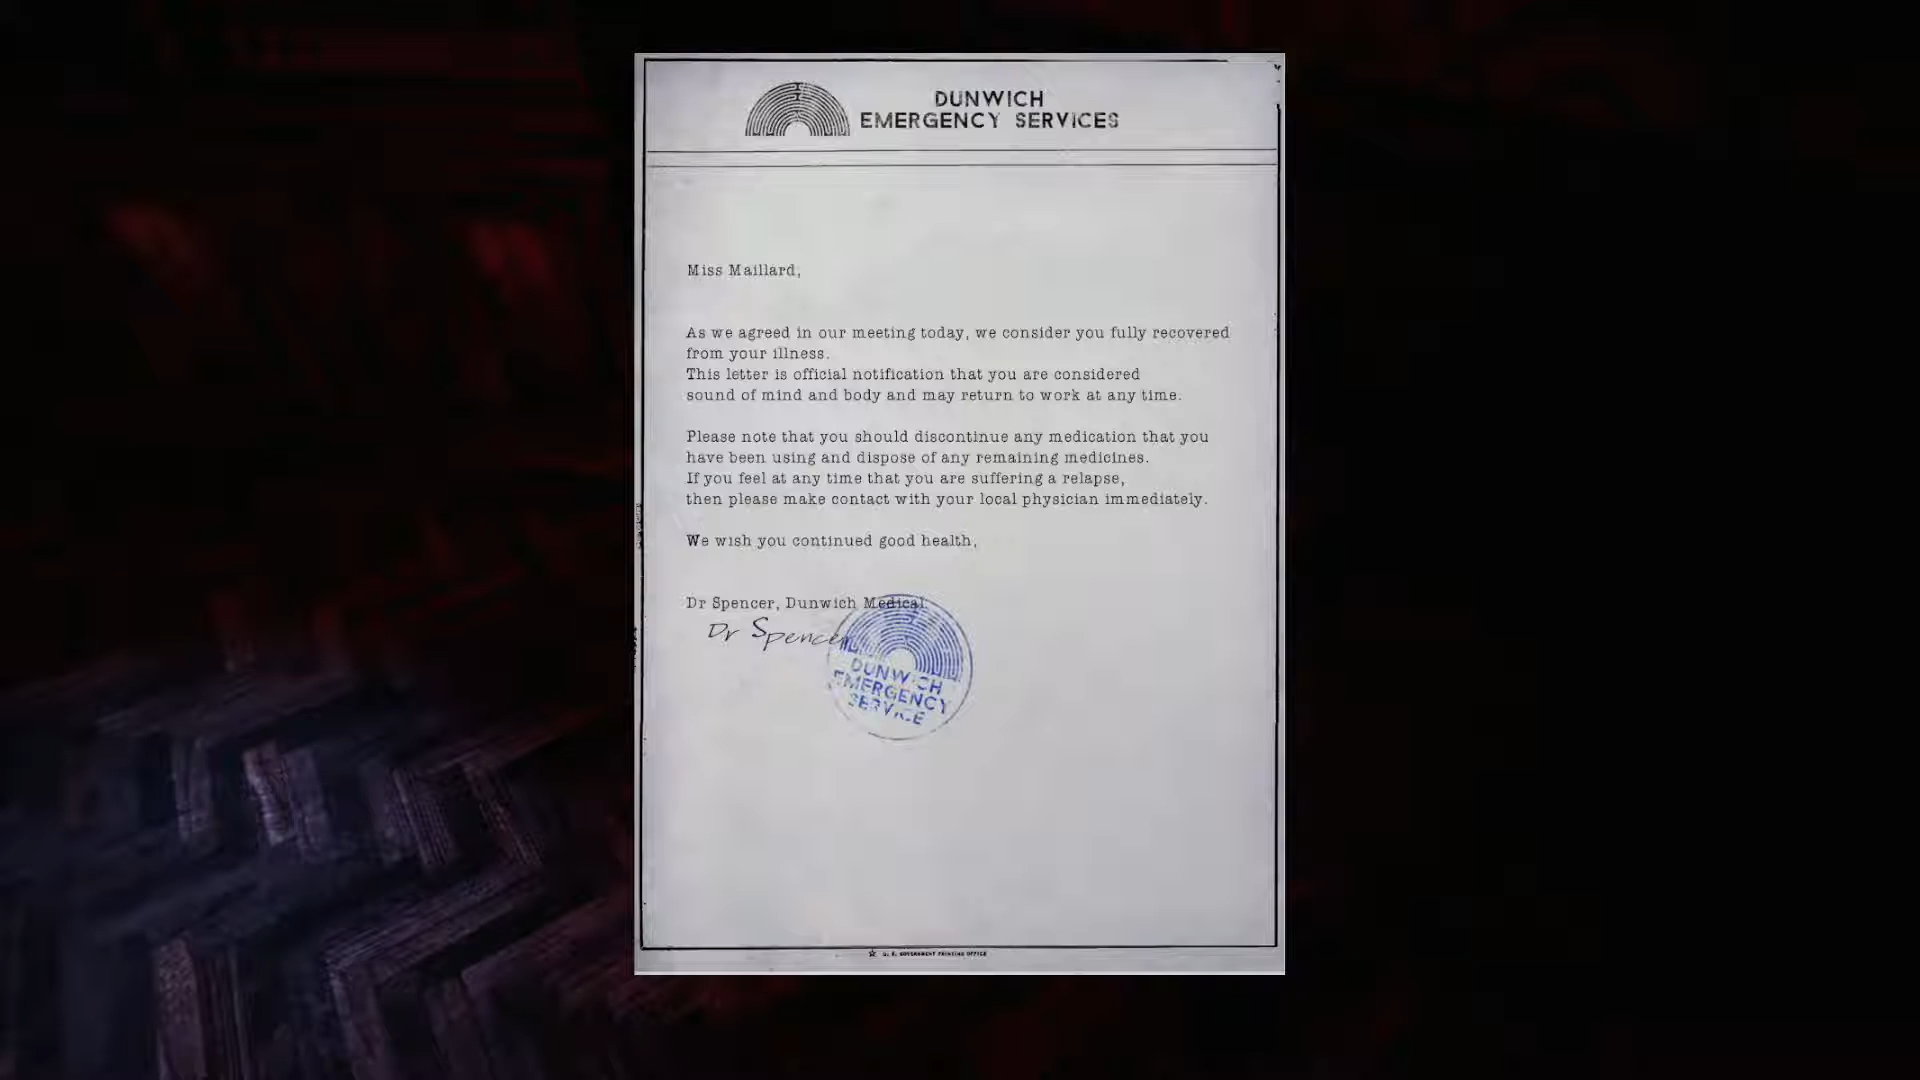 DUNWICH
EMERGENCY SERVICES
Miss Maillard,
As we agreed in our meeting today, we consider you fully recovered
from your illness.
This letter is official notification that you are considered
sound of mind and body and may return to work at any time.
Please note that you should discontinue any medication that you
have been using and dispose of any remaining medicines.
If you feel at any time that you are suffering a relapse,
then please make contact with your local physician immediately.
We wish you continued good health,
Dr Spencer, Dunwich Medical
Dr Spencer
DUNWICH
EMERGENCY
SERVICE
U. S. GOVERNMENT PRINTING OFFICE